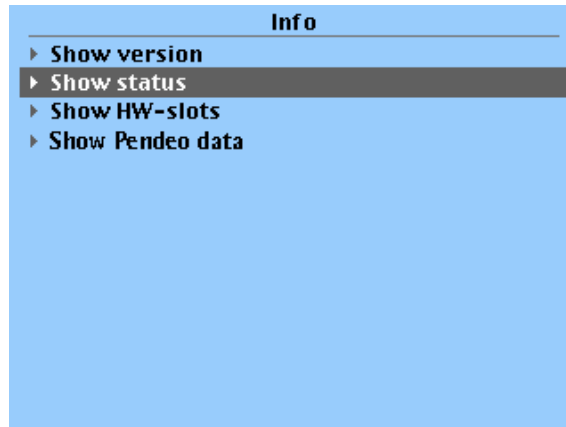 Info
Show version
Show status
Show HW-slots
Show Pendeo data